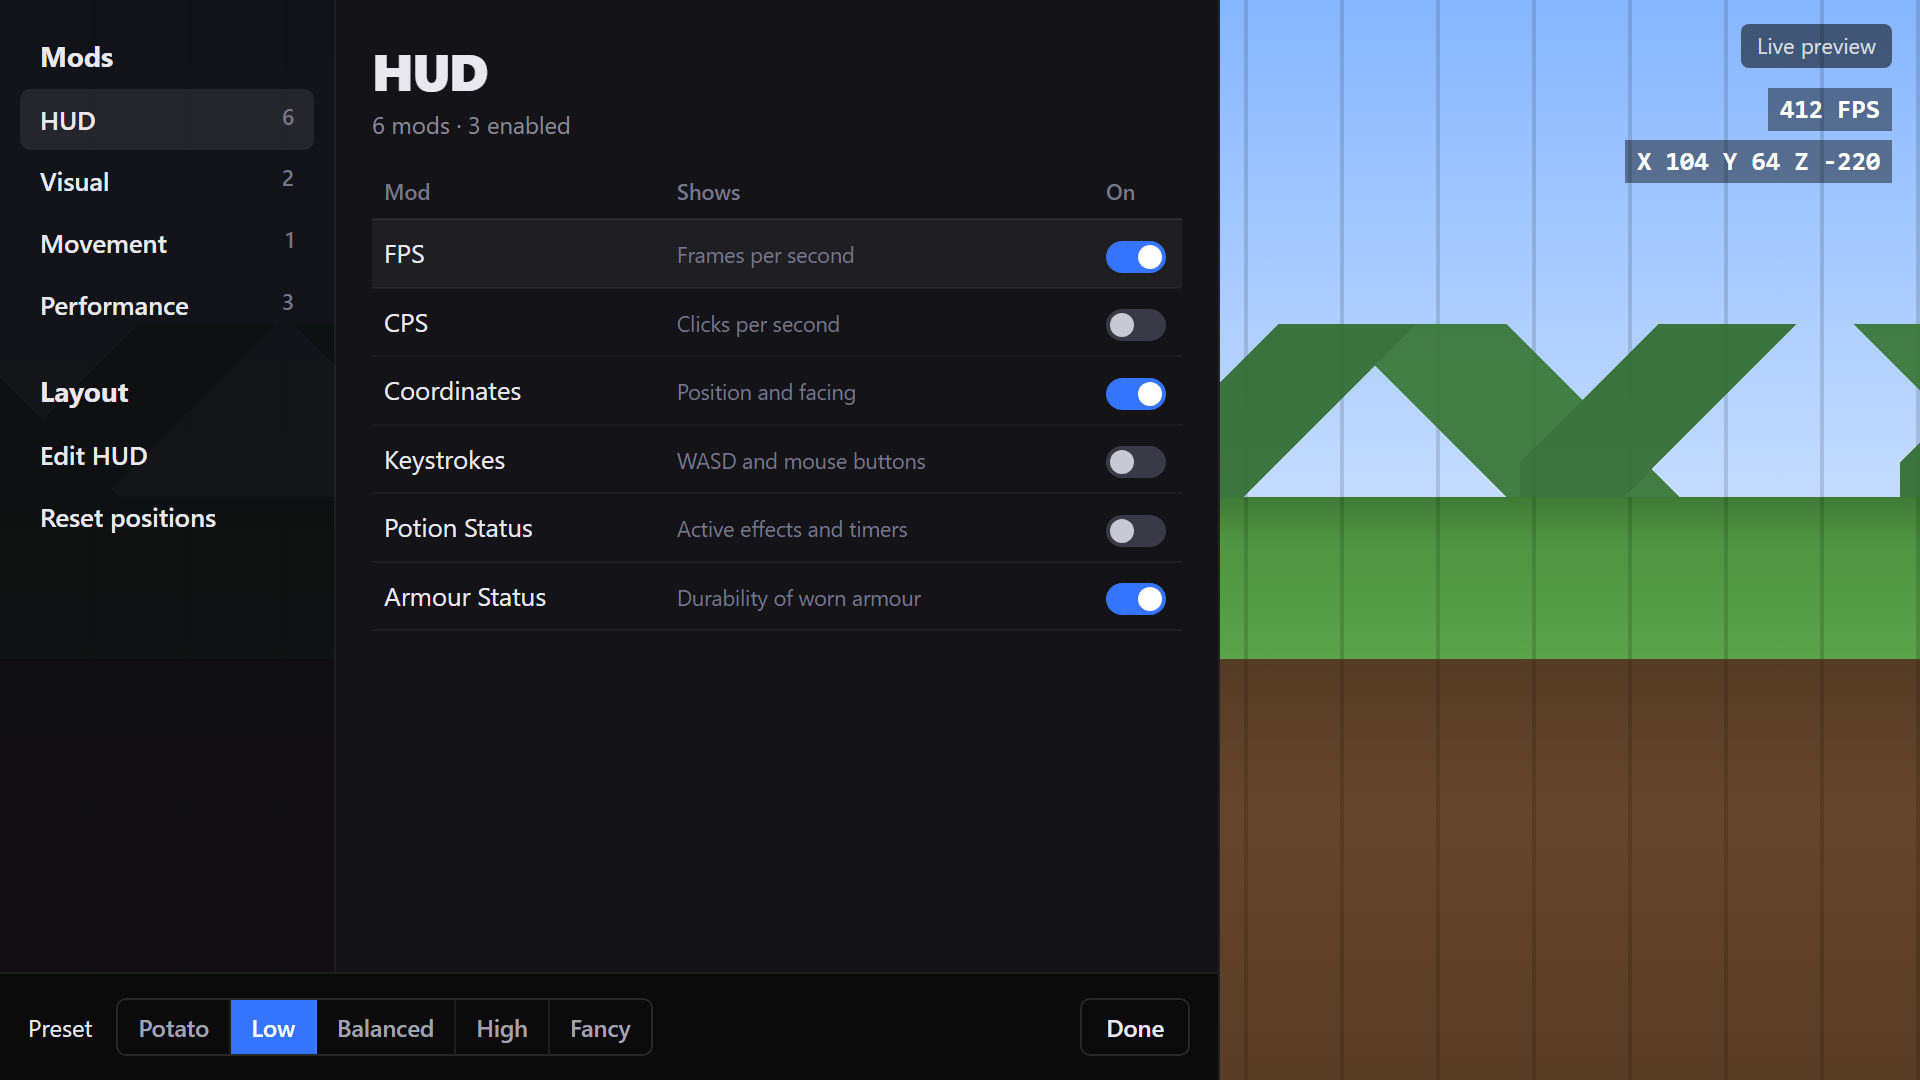 Mods
HUD 6
Visual 2
Movement 1
Performance 3
Layout
Edit HUD
Reset positions
HUD
6 mods · 3 enabled
Mod Shows On
FPS Frames per second
CPS Clicks per second
Coordinates Position and facing
Keystrokes WASD and mouse buttons
Potion Status Active effects and timers
Armour Status Durability of worn armour
Preset Potato Low Balanced High Fancy Done
Live preview
412 FPS
X 104 Y 64 Z -220